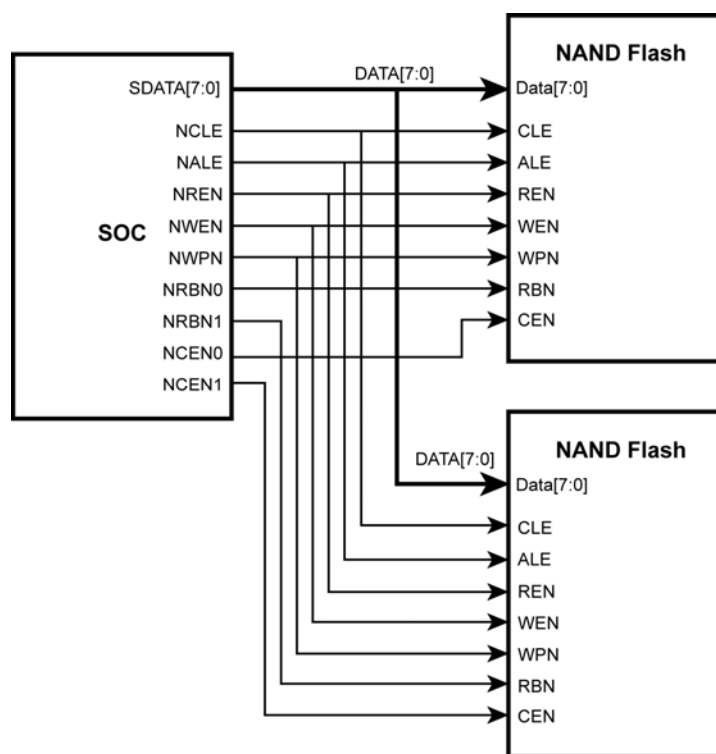 SOC
SDATA[7:0]
NCLE
NALE
NREN
NWEN
NWPN
NRBN0
NRBN1
NCEN0
NCEN1
DATA[7:0]
NAND Flash
Data[7:0]
CLE
ALE
REN
WEN
WPN
RBN
CEN
DATA[7:0]
NAND Flash
Data[7:0]
CLE
ALE
REN
WEN
WPN
RBN
CEN